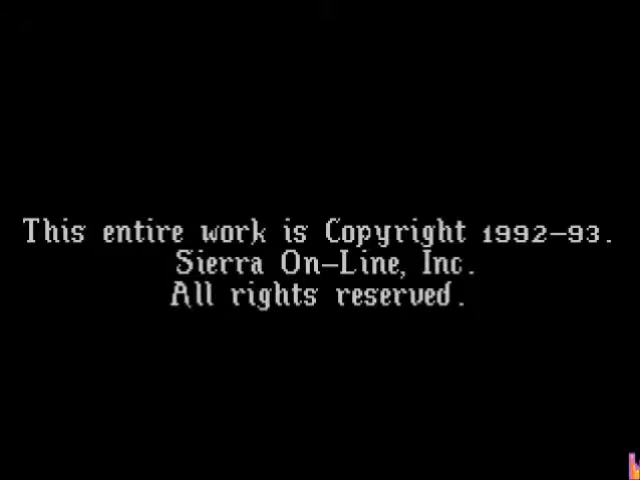 This entire work is Copyright 1992-93.
Sierra On-Line, Inc.
All rights reserved.